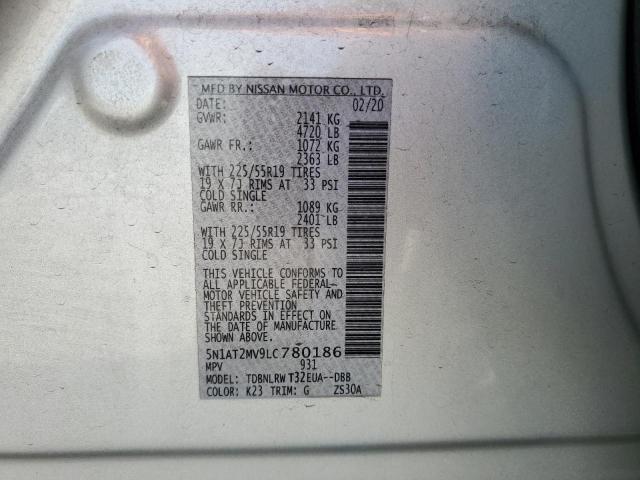 MFD BY NISSAN MOTOR CO., LTD.
DATE: 02/20
GVWR: 2141 KG
4720 LB
GAWR FR.: 1072 KG
2363 LB
WITH 225/55R19 TIRES
19 X 7J RIMS AT 33 PSI
COLD SINGLE
GAWR RR.: 1089 KG
2401 LB
WITH 225/55R19 TIRES
19 X 7J RIMS AT 33 PSI
COLD SINGLE
THIS VEHICLE CONFORMS TO
ALL APPLICABLE FEDERAL-
MOTOR VEHICLE SAFETY AND
THEFT PREVENTION
STANDARDS IN EFFECT ON
THE DATE OF MANUFACTURE
SHOWN ABOVE.
5N1AT2MV9LC780186
MPV 931
MODEL: TDBNLRWT32EUA--DBB
COLOR: K23 TRIM: G ZS30A